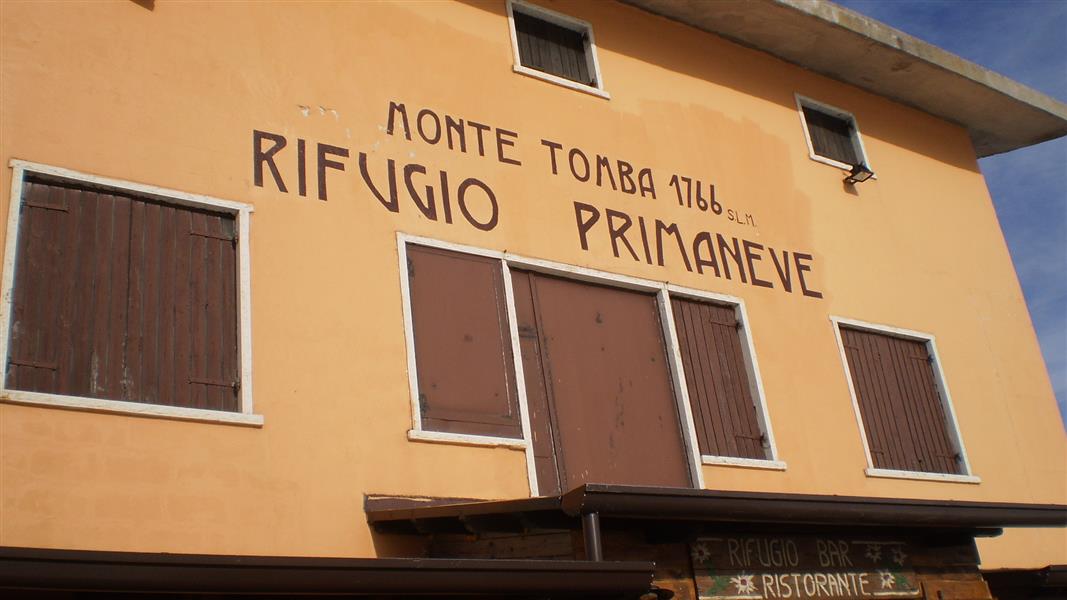 MONTE TOMBA 1766 S.L.M.
RIFUGIO PRIMANEVE
RIFUGIO BAR
RISTORANTE